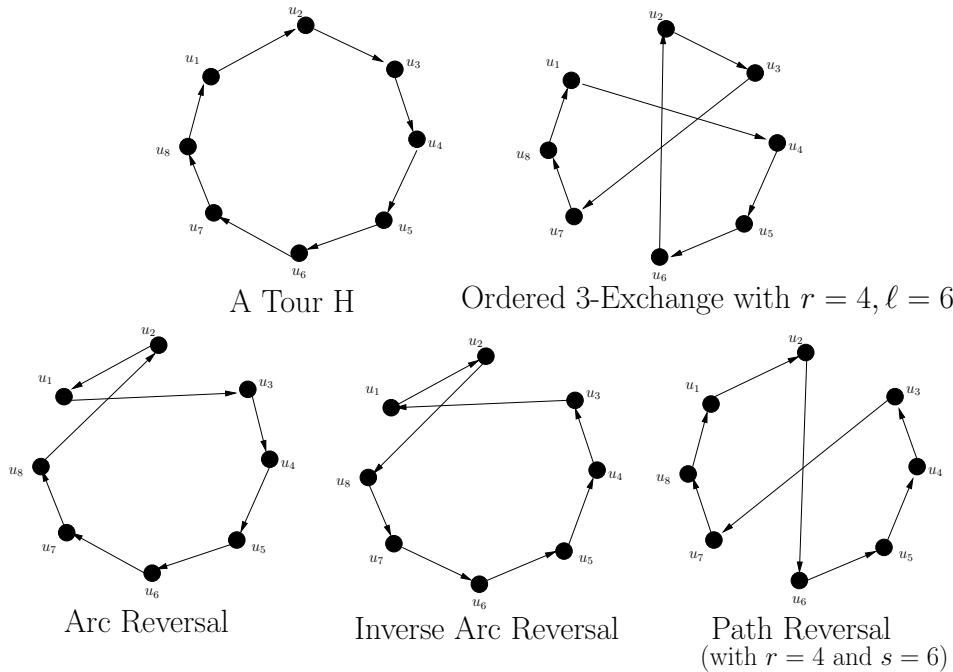 u₂
u₁
u₃
u₄
u₈
u₇
u₅
u₆
A Tour H
u₂
u₁
u₃
u₄
u₈
u₇
u₅
u₆
Ordered 3-Exchange with r = 4, ℓ = 6
u₂
u₁
u₃
u₄
u₈
u₇
u₅
u₆
Arc Reversal
u₂
u₁
u₃
u₄
u₈
u₇
u₅
u₆
Inverse Arc Reversal
u₂
u₁
u₃
u₄
u₈
u₇
u₅
u₆
Path Reversal
(with r = 4 and s = 6)